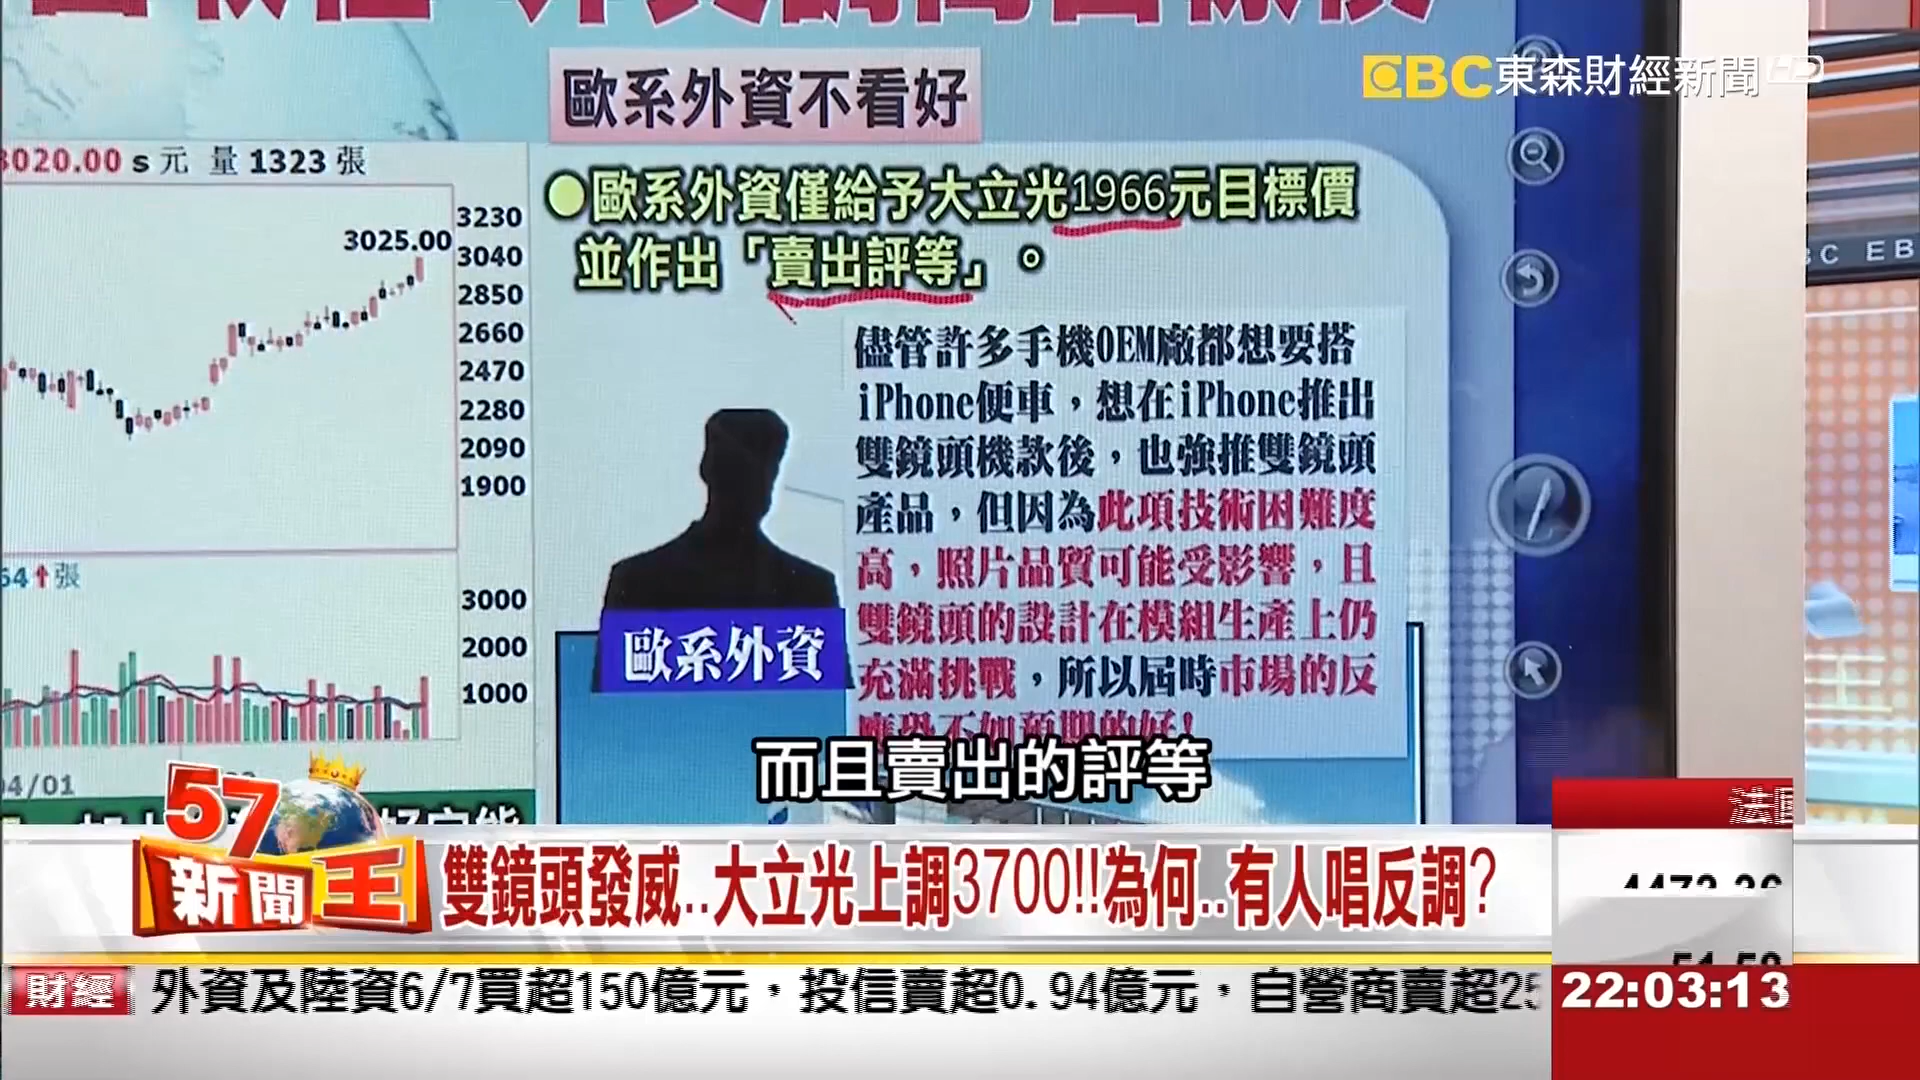 歐系外資不看好
EBC東森財經新聞HD
3020.00 s 元 量 1323 張
●歐系外資僅給予大立光1966元目標價
並作出「賣出評等」。
3230
3025.00
3040
2850
2660
2470
2280
2090
1900
儘管許多手機OEM廠都想要搭
iPhone便車，想在iPhone推出
雙鏡頭機款後，也強推雙鏡頭
產品，但因為此項技術困難度
高，照片品質可能受影響，且
雙鏡頭的設計在模組生產上仍
充滿挑戰，所以屆時市場的反
應恐不如預期的好!
歐系外資
64↑張
3000
2000
1000
04/01
而且賣出的評等
57
新聞王
雙鏡頭發威..大立光上調3700!!為何..有人唱反調?
財經
外資及陸資6/7買超150億元，投信賣超0.94億元，自營商賣超25
22:03:13